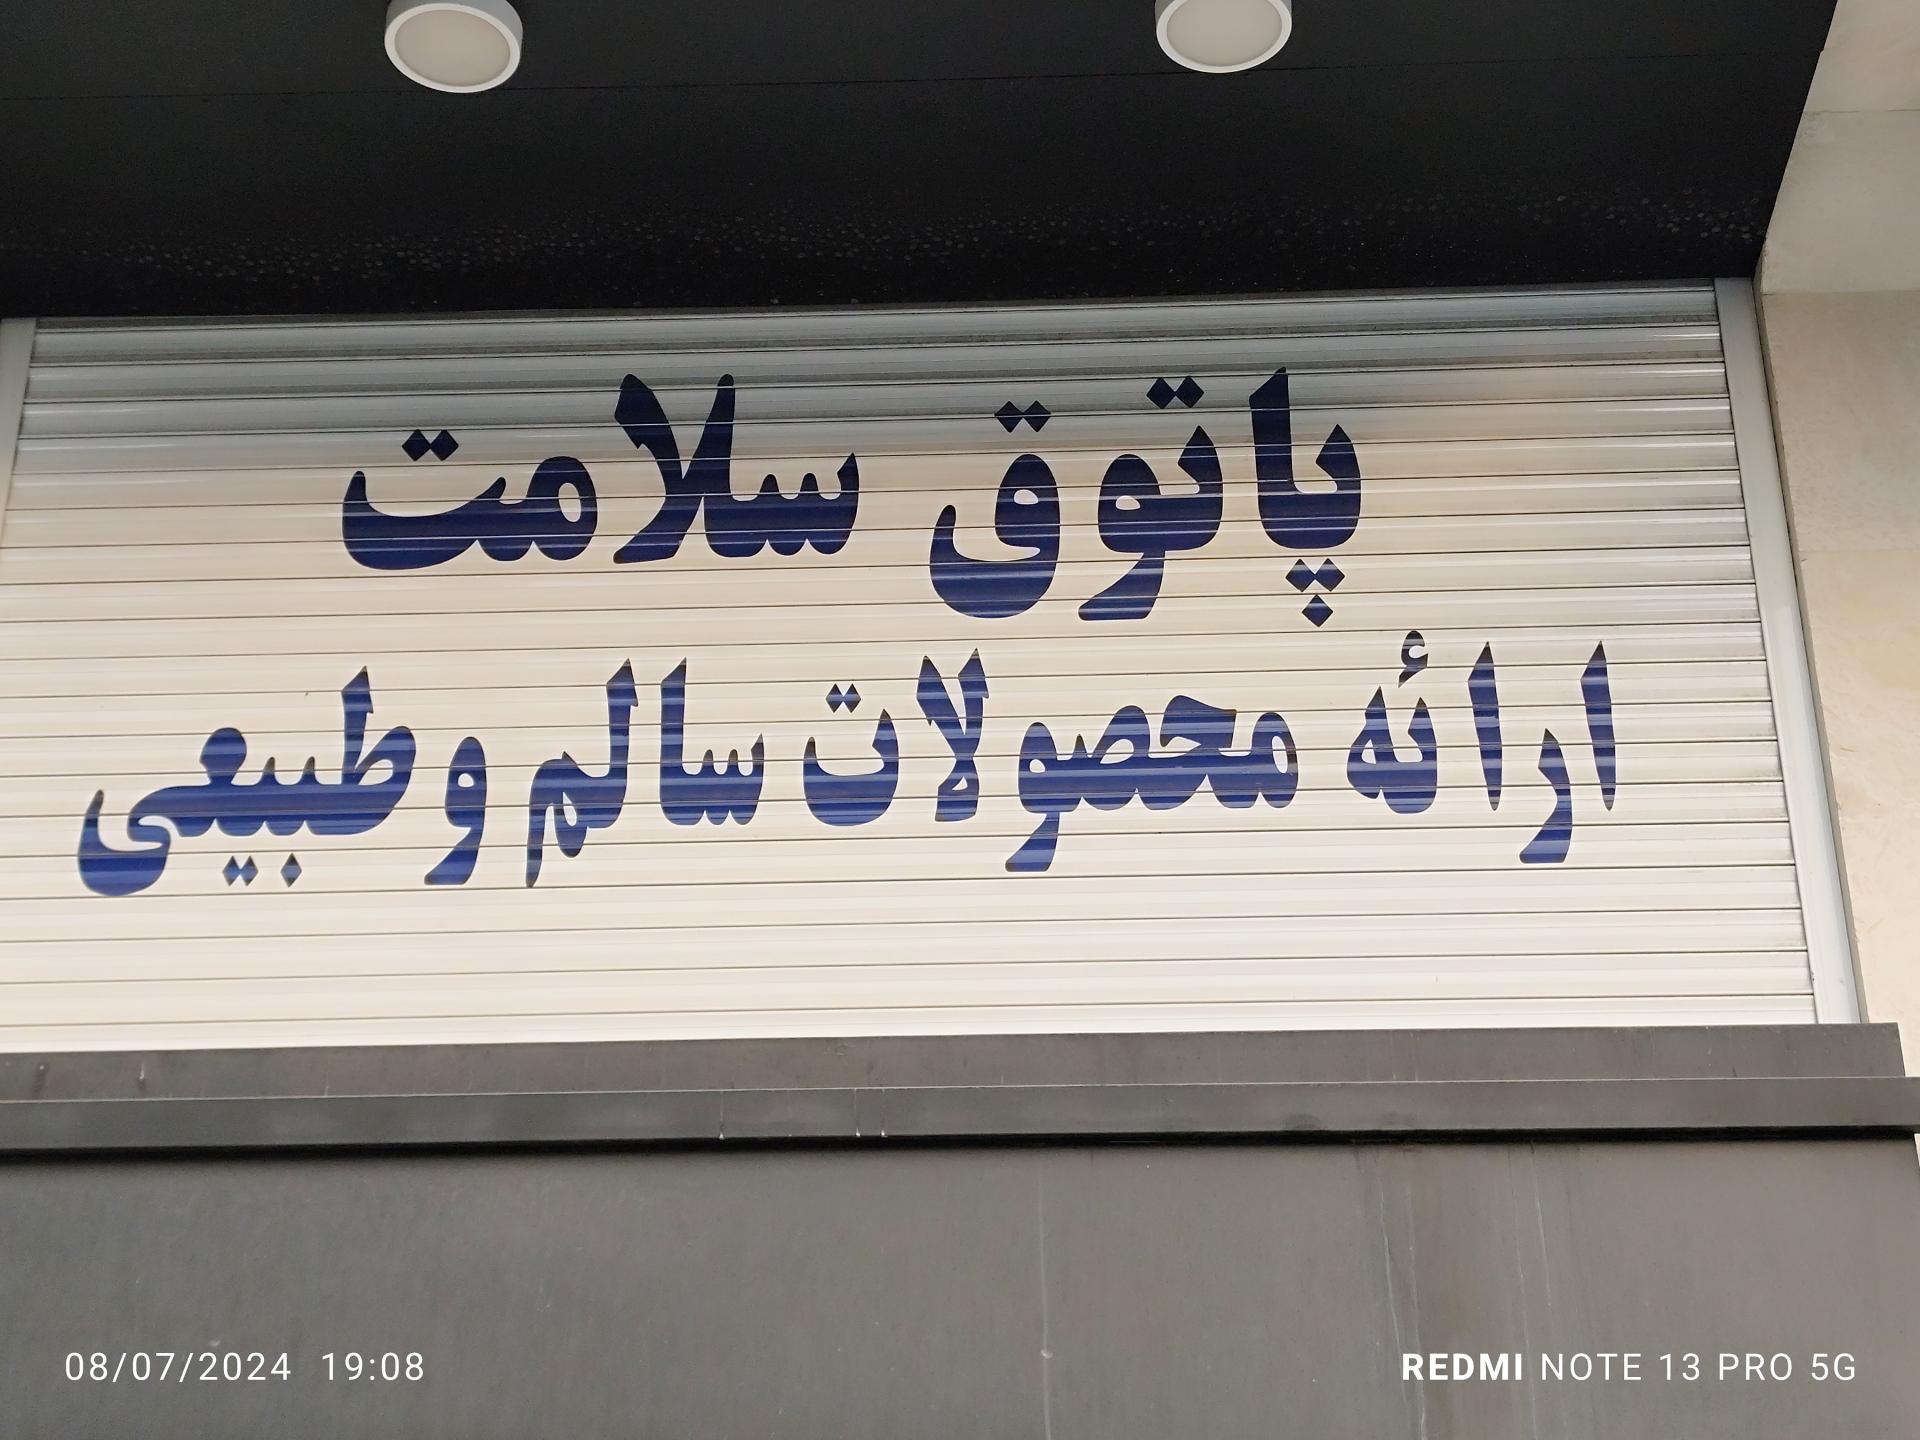 پاتوق سلامت
ارائه محصولات سالم و طبیعی
08/07/2024 19:08
REDMI NOTE 13 PRO 5G